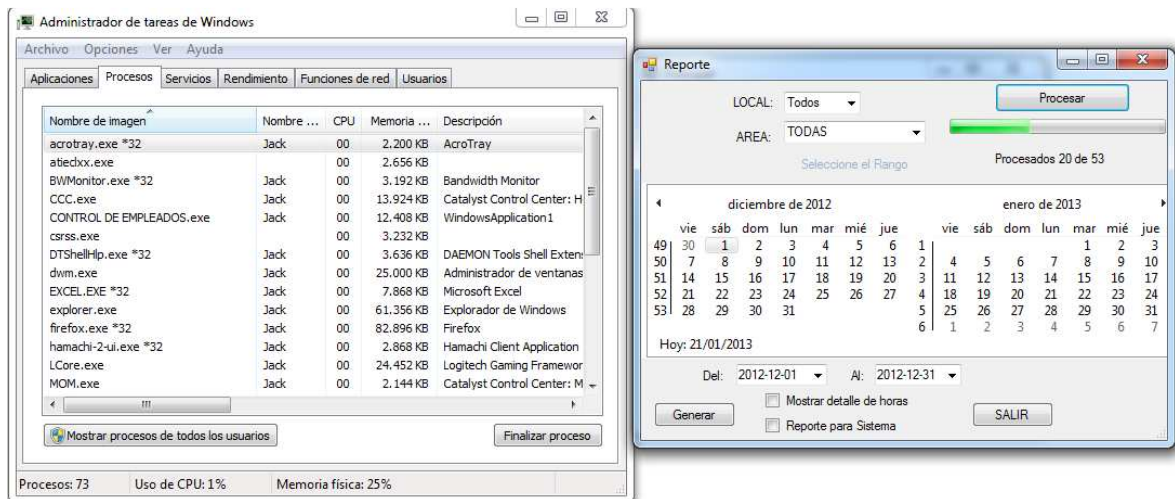 Administrador de tareas de Windows
Archivo Opciones Ver Ayuda
Aplicaciones Procesos Servicios Rendimiento Funciones de red Usuarios
Nombre de imagen Nombre ... CPU Memoria ... Descripción
acrotray.exe *32 Jack 00 2.200 KB AcroTray
atiedxx.exe 00 2.656 KB
BWMonitor.exe *32 Jack 00 3.192 KB Bandwidth Monitor
CCC.exe Jack 00 13.924 KB Catalyst Control Center: H
CONTROL DE EMPLEADOS.exe Jack 00 12.408 KB WindowsApplication1
csrss.exe 00 3.232 KB
DTShellHlp.exe *32 Jack 00 3.636 KB DAEMON Tools Shell Exten
dwm.exe Jack 00 25.000 KB Administrador de ventanas
EXCEL.EXE *32 Jack 00 7.868 KB Microsoft Excel
explorer.exe Jack 00 61.356 KB Explorador de Windows
firefox.exe *32 Jack 00 82.896 KB Firefox
hamachi-2-ui.exe *32 Jack 00 2.868 KB Hamachi Client Application
LCore.exe Jack 00 24.452 KB Logitech Gaming Framewor
MOM.exe Jack 00 2.144 KB Catalyst Control Center: M
Mostrar procesos de todos los usuarios Finalizar proceso
Procesos: 73 Uso de CPU: 1% Memoria física: 25%
Reporte
LOCAL: Todos Procesar
AREA: TODAS
Seleccione el Rango Procesados 20 de 53
diciembre de 2012 enero de 2013
vie sáb dom lun mar mié jue vie sáb dom lun mar mié jue
49 30 1 2 3 4 5 6 1 1 2 3
50 7 8 9 10 11 12 13 2 4 5 6 7 8 9 10
51 14 15 16 17 18 19 20 3 11 12 13 14 15 16 17
52 21 22 23 24 25 26 27 4 18 19 20 21 22 23 24
53 28 29 30 31 5 25 26 27 28 29 30 31
6 1 2 3 4 5 6 7
Hoy: 21/01/2013
Del: 2012-12-01 Al: 2012-12-31
Mostrar detalle de horas
Generar SALIR
Reporte para Sistema